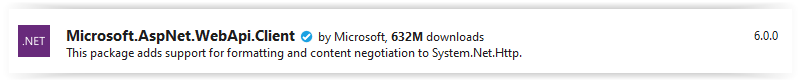 .NET
Microsoft.AspNet.WebApi.Client by Microsoft, 632M downloads 6.0.0
This package adds support for formatting and content negotiation to System.Net.Http.